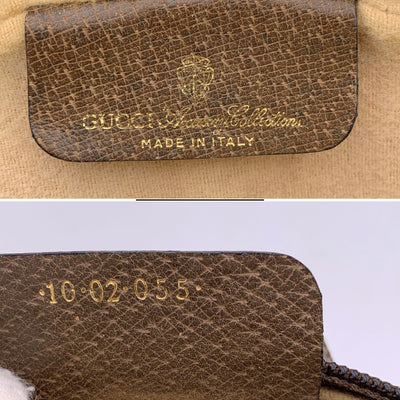 GUCCI Accessory Collection
MADE IN ITALY
·10·02·055·